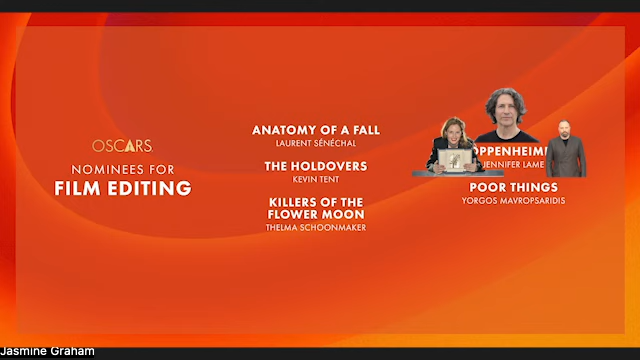 OSCARS
NOMINEES FOR
FILM EDITING
ANATOMY OF A FALL
LAURENT SÉNÉCHAL
THE HOLDOVERS
KEVIN TENT
KILLERS OF THE
FLOWER MOON
THELMA SCHOONMAKER
JENNIFER LAME
POOR THINGS
YORGOS MAVROPSARIDIS
Jasmine Graham